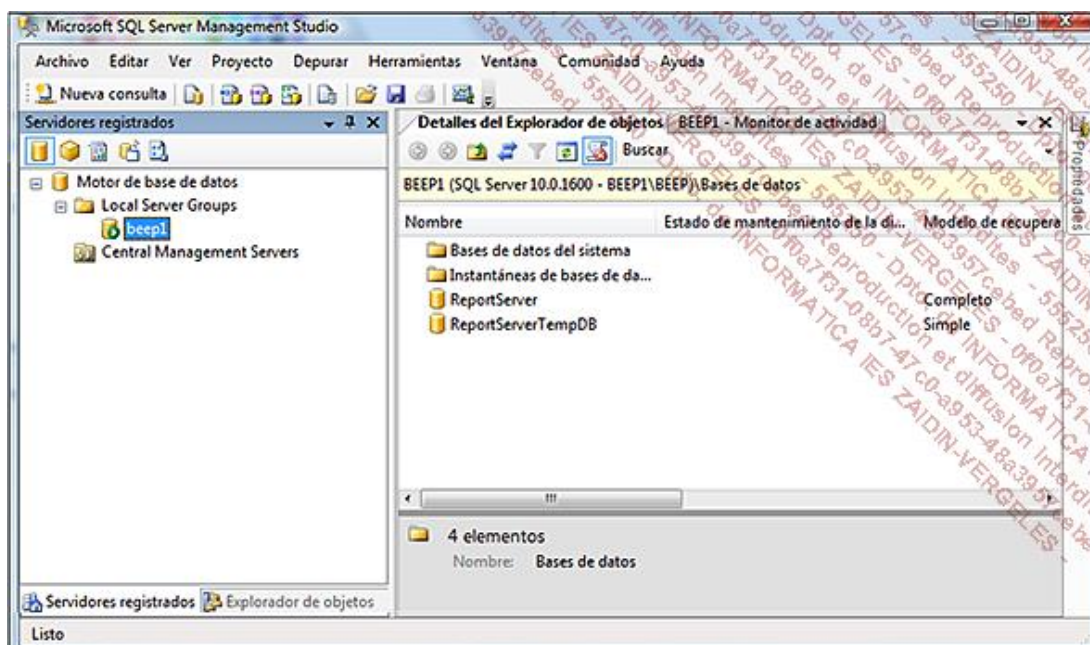 Microsoft SQL Server Management Studio
Archivo Editar Ver Proyecto Depurar Herramientas Ventana Comunidad Ayuda
Nueva consulta
Servidores registrados
Motor de base de datos
Local Server Groups
beep1
Central Management Servers
Servidores registrados Explorador de objetos
Detalles del Explorador de objetos BEEP1 - Monitor de actividad
Buscar
BEEP1 (SQL Server 10.0.1600 - BEEP1\BEEP)\Bases de datos
Nombre Estado de mantenimiento de la di... Modelo de recupera
Bases de datos del sistema
Instantáneas de bases de da...
ReportServer Completo
ReportServerTempDB Simple
4 elementos
Nombre: Bases de datos
Propiedades
Listo